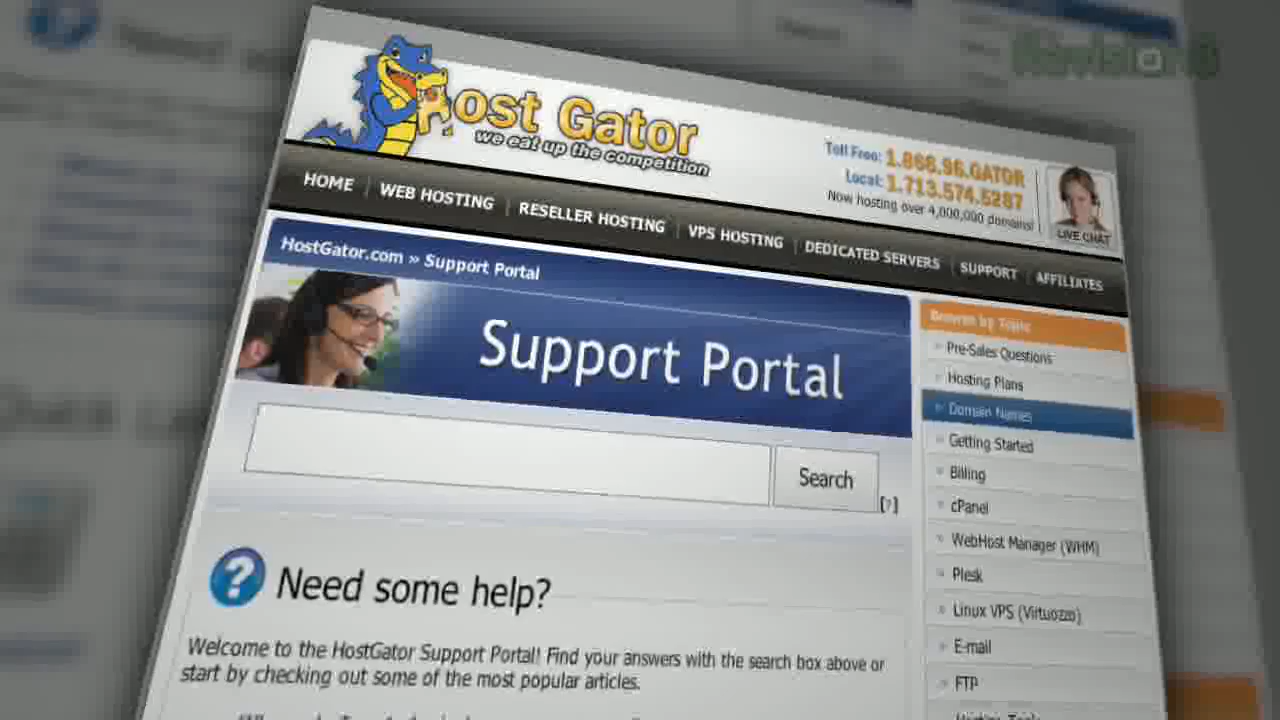 Revision3
Host Gator
we eat up the competition
Toll Free: 1.866.96.GATOR
Local: 1.713.574.5287
Now hosting over 4,000,000 domains!
LIVE CHAT
HOME
WEB HOSTING
RESELLER HOSTING
VPS HOSTING
DEDICATED SERVERS
SUPPORT
AFFILIATES
HostGator.com » Support Portal
Support Portal
Search
[?]
Browse by Topic
Pre-Sales Questions
Hosting Plans
Domain Names
Getting Started
Billing
cPanel
WebHost Manager (WHM)
Plesk
Linux VPS (Virtuozzo)
E-mail
FTP
Need some help?
Welcome to the HostGator Support Portal! Find your answers with the search box above or
start by checking out some of the most popular articles.